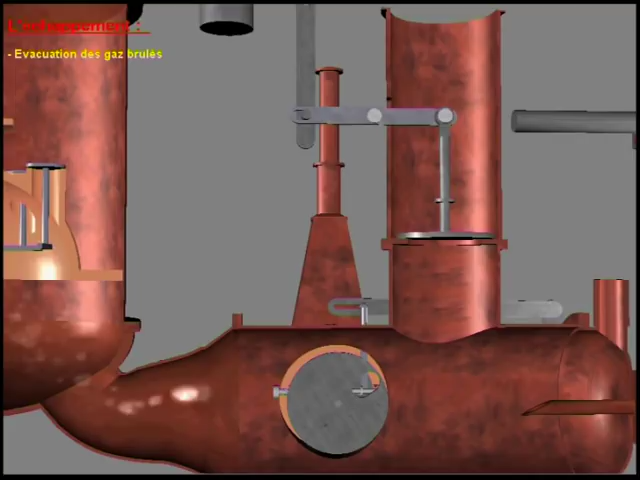 L'échappement :
- Evacuation des gaz brulés